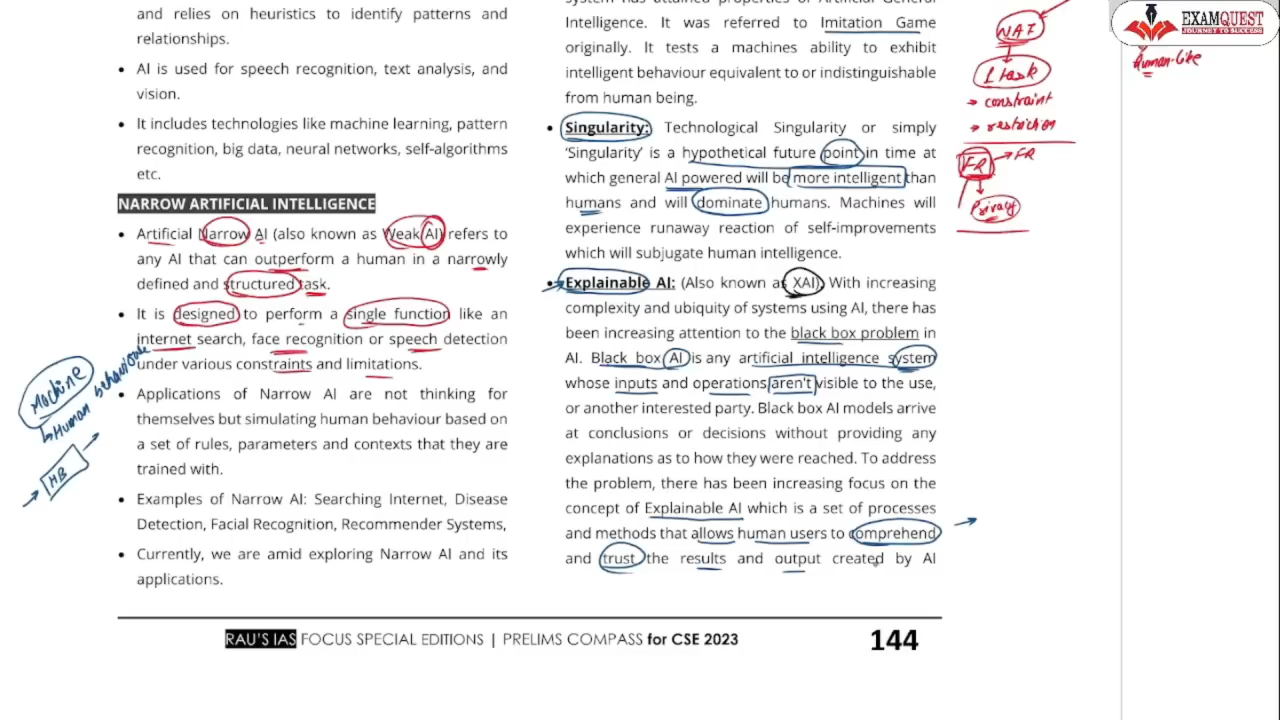 and relies on heuristics to identify patterns and
relationships.
• AI is used for speech recognition, text analysis, and
vision.
• It includes technologies like machine learning, pattern
recognition, big data, neural networks, self-algorithms
etc.
NARROW ARTIFICIAL INTELLIGENCE
• Artificial Narrow AI (also known as Weak AI) refers to
any AI that can outperform a human in a narrowly
defined and structured task.
• It is designed to perform a single function like an
internet search, face recognition or speech detection
under various constraints and limitations.
• Applications of Narrow AI are not thinking for
themselves but simulating human behaviour based on
a set of rules, parameters and contexts that they are
trained with.
• Examples of Narrow AI: Searching Internet, Disease
Detection, Facial Recognition, Recommender Systems,
• Currently, we are amid exploring Narrow AI and its
applications.
Machine
Human behaviour
HB
system has attained properties of Artificial General
Intelligence. It was referred to Imitation Game
originally. It tests a machines ability to exhibit
intelligent behaviour equivalent to or indistinguishable
from human being.
• Singularity: Technological Singularity or simply
‘Singularity’ is a hypothetical future point in time at
which general AI powered will be more intelligent than
humans and will dominate humans. Machines will
experience runaway reaction of self-improvements
which will subjugate human intelligence.
• Explainable AI: (Also known as XAI) With increasing
complexity and ubiquity of systems using AI, there has
been increasing attention to the black box problem in
AI. Black box AI is any artificial intelligence system
whose inputs and operations aren't visible to the use,
or another interested party. Black box AI models arrive
at conclusions or decisions without providing any
explanations as to how they were reached. To address
the problem, there has been increasing focus on the
concept of Explainable AI which is a set of processes
and methods that allows human users to comprehend
and trust the results and output created by AI
NAI
1 task
→ constraint
→ restriction
FR → FR
Privacy
EXAMQUEST
JOURNEY TO SUCCESS
Human-like
RAU'S IAS FOCUS SPECIAL EDITIONS | PRELIMS COMPASS for CSE 2023 144